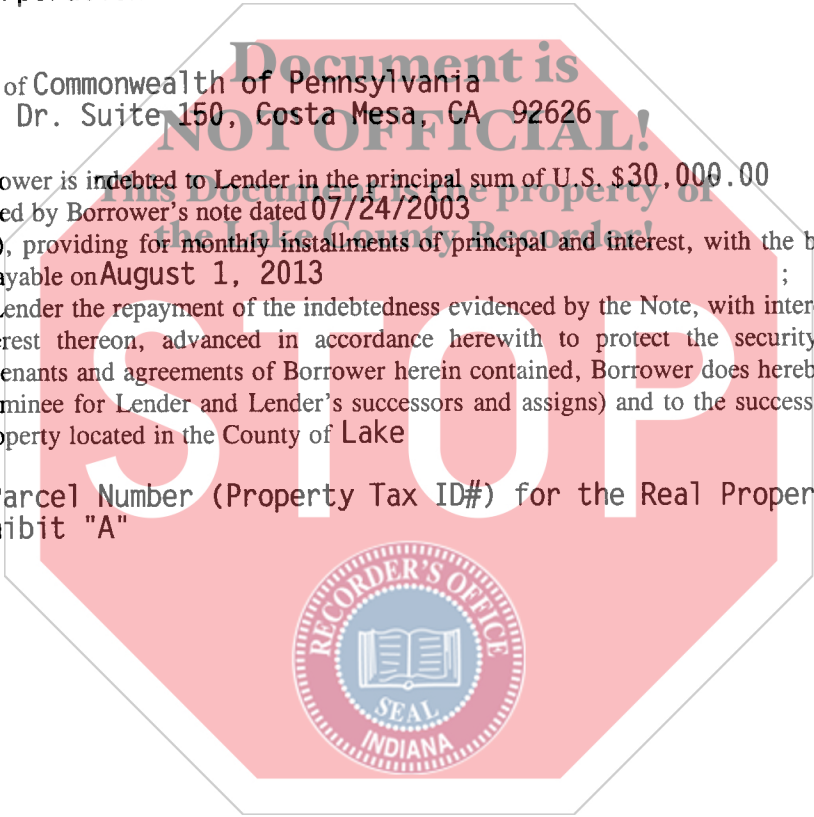 of Commonwealth of Pennsylvania
Dr. Suite 150, Costa Mesa, CA 92626
Document is
NOT OFFICIAL!
This Document is the property of
the Lake County Recorder!
ower is indebted to Lender in the principal sum of U.S. $30,000.00
ed by Borrower's note dated 07/24/2003
), providing for monthly installments of principal and interest, with the b
ayable on August 1, 2013 ;
Lender the repayment of the indebtedness evidenced by the Note, with inter
rest thereon, advanced in accordance herewith to protect the security
enants and agreements of Borrower herein contained, Borrower does hereb
minee for Lender and Lender's successors and assigns) and to the success
operty located in the County of Lake
STOP
arcel Number (Property Tax ID#) for the Real Proper
ibit "A"
RECORDER'S OFFICE
SEAL
INDIANA